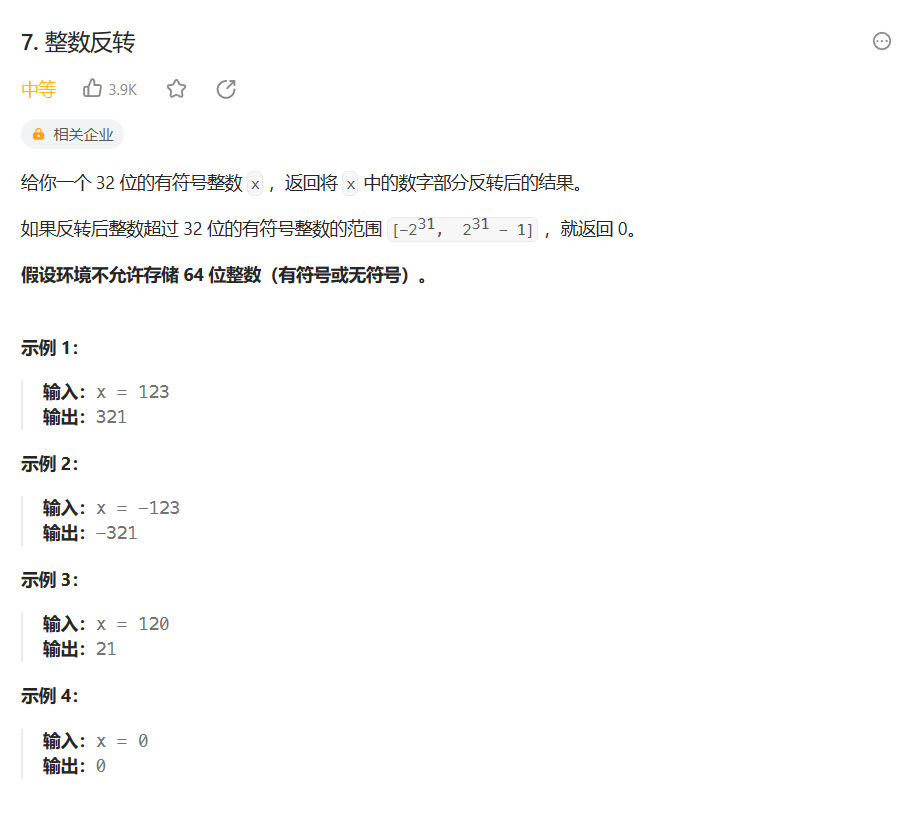 7. 整数反转
中等 3.9K
相关企业
给你一个 32 位的有符号整数 x ，返回将 x 中的数字部分反转后的结果。
如果反转后整数超过 32 位的有符号整数的范围 [−2³¹, 2³¹ − 1] ，就返回 0。
假设环境不允许存储 64 位整数（有符号或无符号）。
示例 1：
输入：x = 123
输出：321
示例 2：
输入：x = -123
输出：-321
示例 3：
输入：x = 120
输出：21
示例 4：
输入：x = 0
输出：0